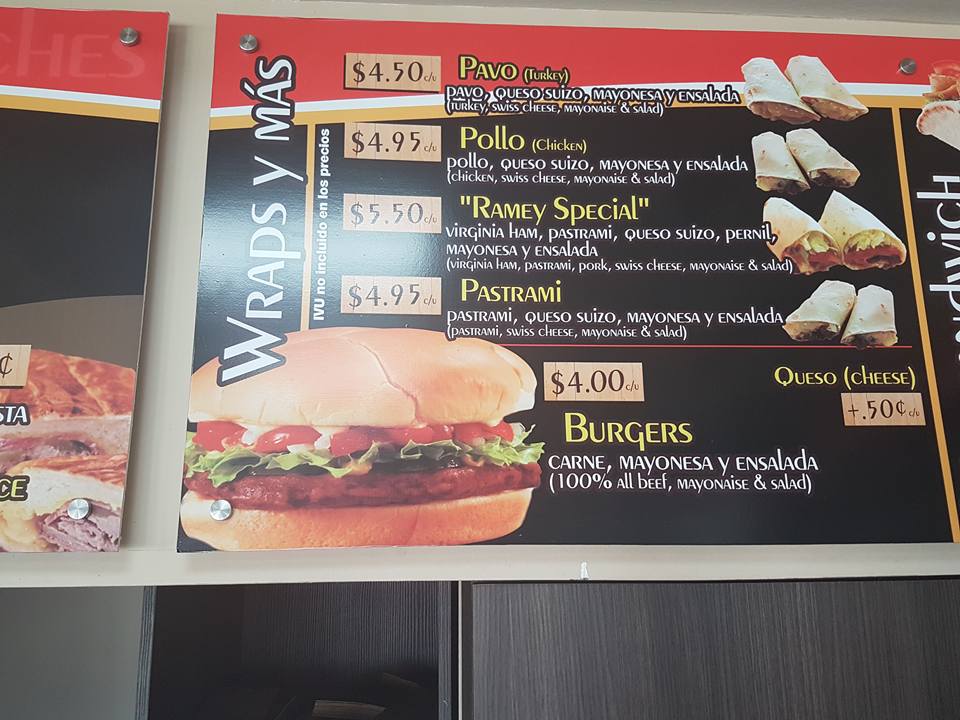 CHES
¢
STA
CE
WRAPS Y MÁS
IVU no incluido en los precios
$4.50 c/u
PAVO (TURKEY)
PAVO, QUESO SUIZO, MAYONESA Y ENSALADA
(TURKEY, SWISS CHEESE, MAYONAISE & SALAD)
$4.95 c/u
POLLO (CHICKEN)
POLLO, QUESO SUIZO, MAYONESA Y ENSALADA
(CHICKEN, SWISS CHEESE, MAYONAISE & SALAD)
$5.50 c/u
"RAMEY SPECIAL"
VIRGINIA HAM, PASTRAMI, QUESO SUIZO, PERNIL,
MAYONESA Y ENSALADA
(VIRGINIA HAM, PASTRAMI, PORK, SWISS CHEESE, MAYONAISE & SALAD)
$4.95 c/u
PASTRAMI
PASTRAMI, QUESO SUIZO, MAYONESA Y ENSALADA
(PASTRAMI, SWISS CHEESE, MAYONAISE & SALAD)
$4.00 c/u
QUESO (CHEESE)
+.50¢ c/u
BURGERS
CARNE, MAYONESA Y ENSALADA
(100% ALL BEEF, MAYONAISE & SALAD)
dwich